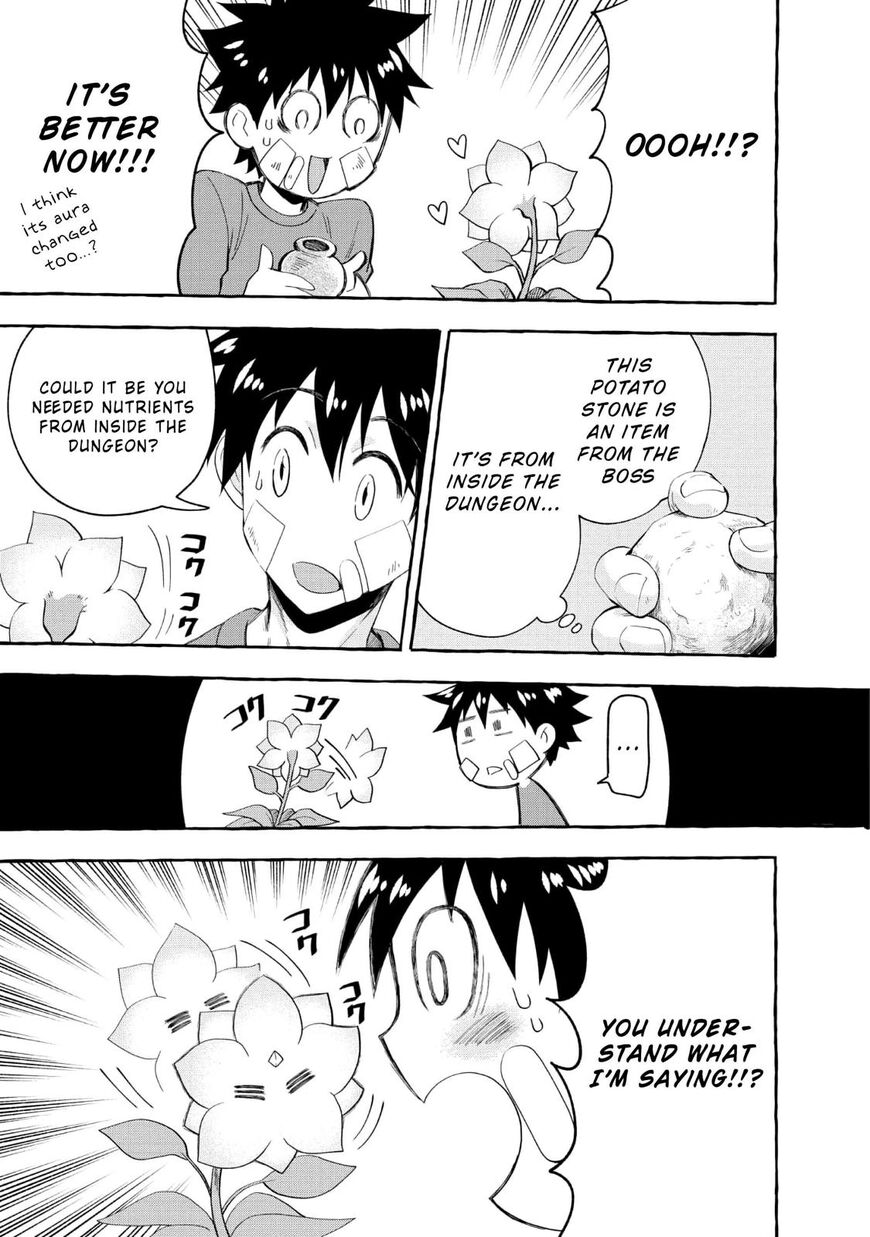 OOOH!!?
IT'S
BETTER
NOW!!!
I think
its aura
changed
too...?
THIS
POTATO
STONE IS
AN ITEM
FROM THE
BOSS
IT'S FROM
INSIDE THE
DUNGEON...
COULD IT BE YOU
NEEDED NUTRIENTS
FROM INSIDE THE
DUNGEON?
コク
コク
...
コク
コク
YOU UNDER-
STAND WHAT
I'M SAYING!!?
コク
コク